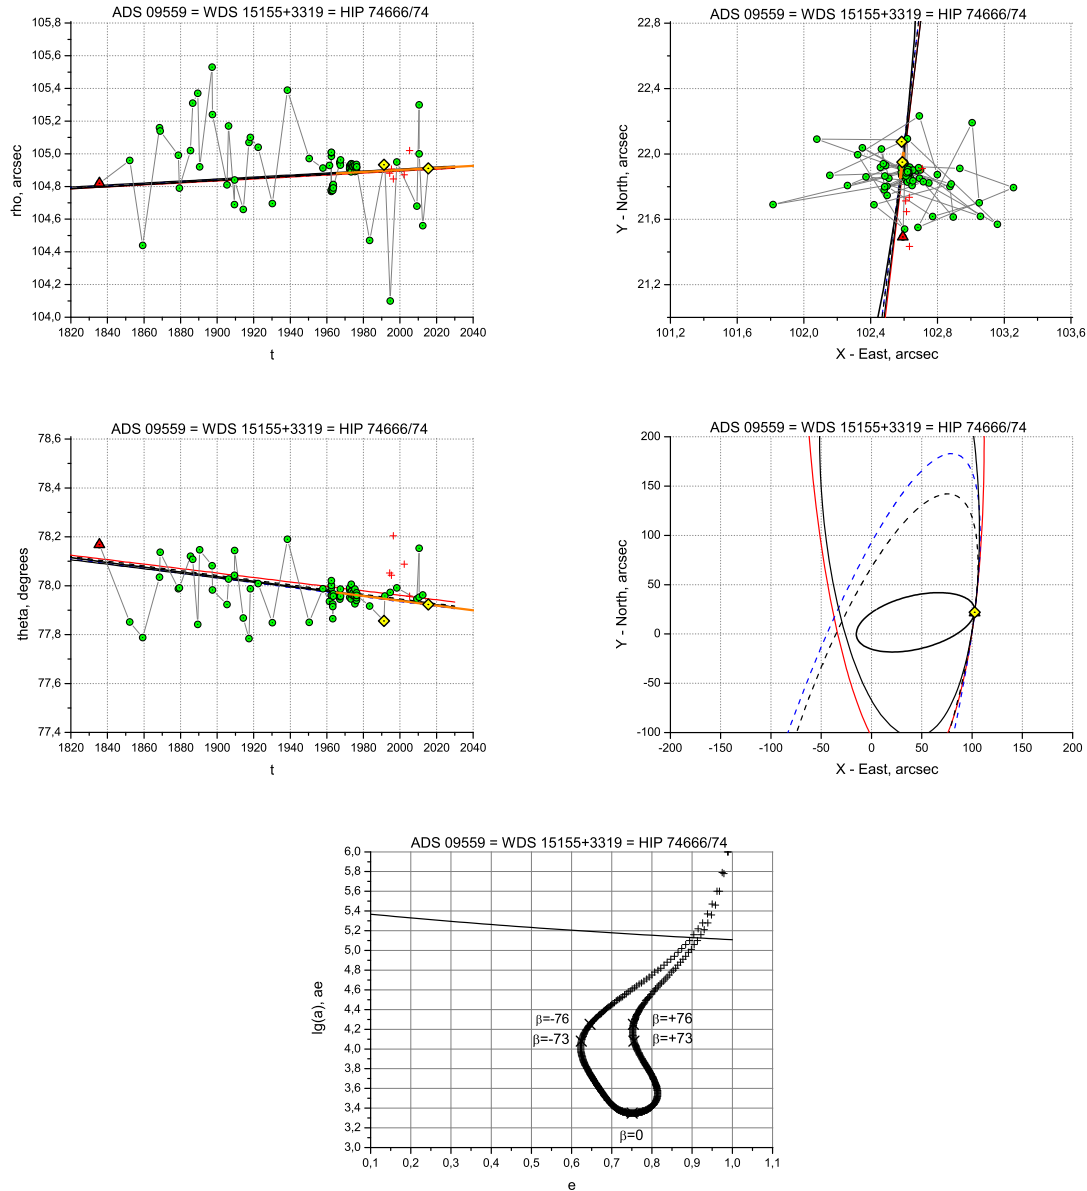 ADS 09559 = WDS 15155+3319 = HIP 74666/74
105,8
105,6
105,4
105,2
105,0
104,8
104,6
104,4
104,2
104,0
rho, arcsec
1820 1840 1860 1880 1900 1920 1940 1960 1980 2000 2020 2040
t
ADS 09559 = WDS 15155+3319 = HIP 74666/74
22,8
22,4
22,0
21,6
21,2
Y - North, arcsec
101,2 101,6 102,0 102,4 102,8 103,2 103,6
X - East, arcsec
ADS 09559 = WDS 15155+3319 = HIP 74666/74
78,6
78,4
78,2
78,0
77,8
77,6
77,4
theta, degrees
1820 1840 1860 1880 1900 1920 1940 1960 1980 2000 2020 2040
t
ADS 09559 = WDS 15155+3319 = HIP 74666/74
200
150
100
50
0
-50
-100
Y - North, arcsec
-200 -150 -100 -50 0 50 100 150 200
X - East, arcsec
ADS 09559 = WDS 15155+3319 = HIP 74666/74
6,0
5,8
5,6
5,4
5,2
5,0
4,8
4,6
4,4
4,2
4,0
3,8
3,6
3,4
3,2
3,0
lg(a), ae
β=-76 β=+76
β=-73 β=+73
β=0
0,1 0,2 0,3 0,4 0,5 0,6 0,7 0,8 0,9 1,0 1,1
e